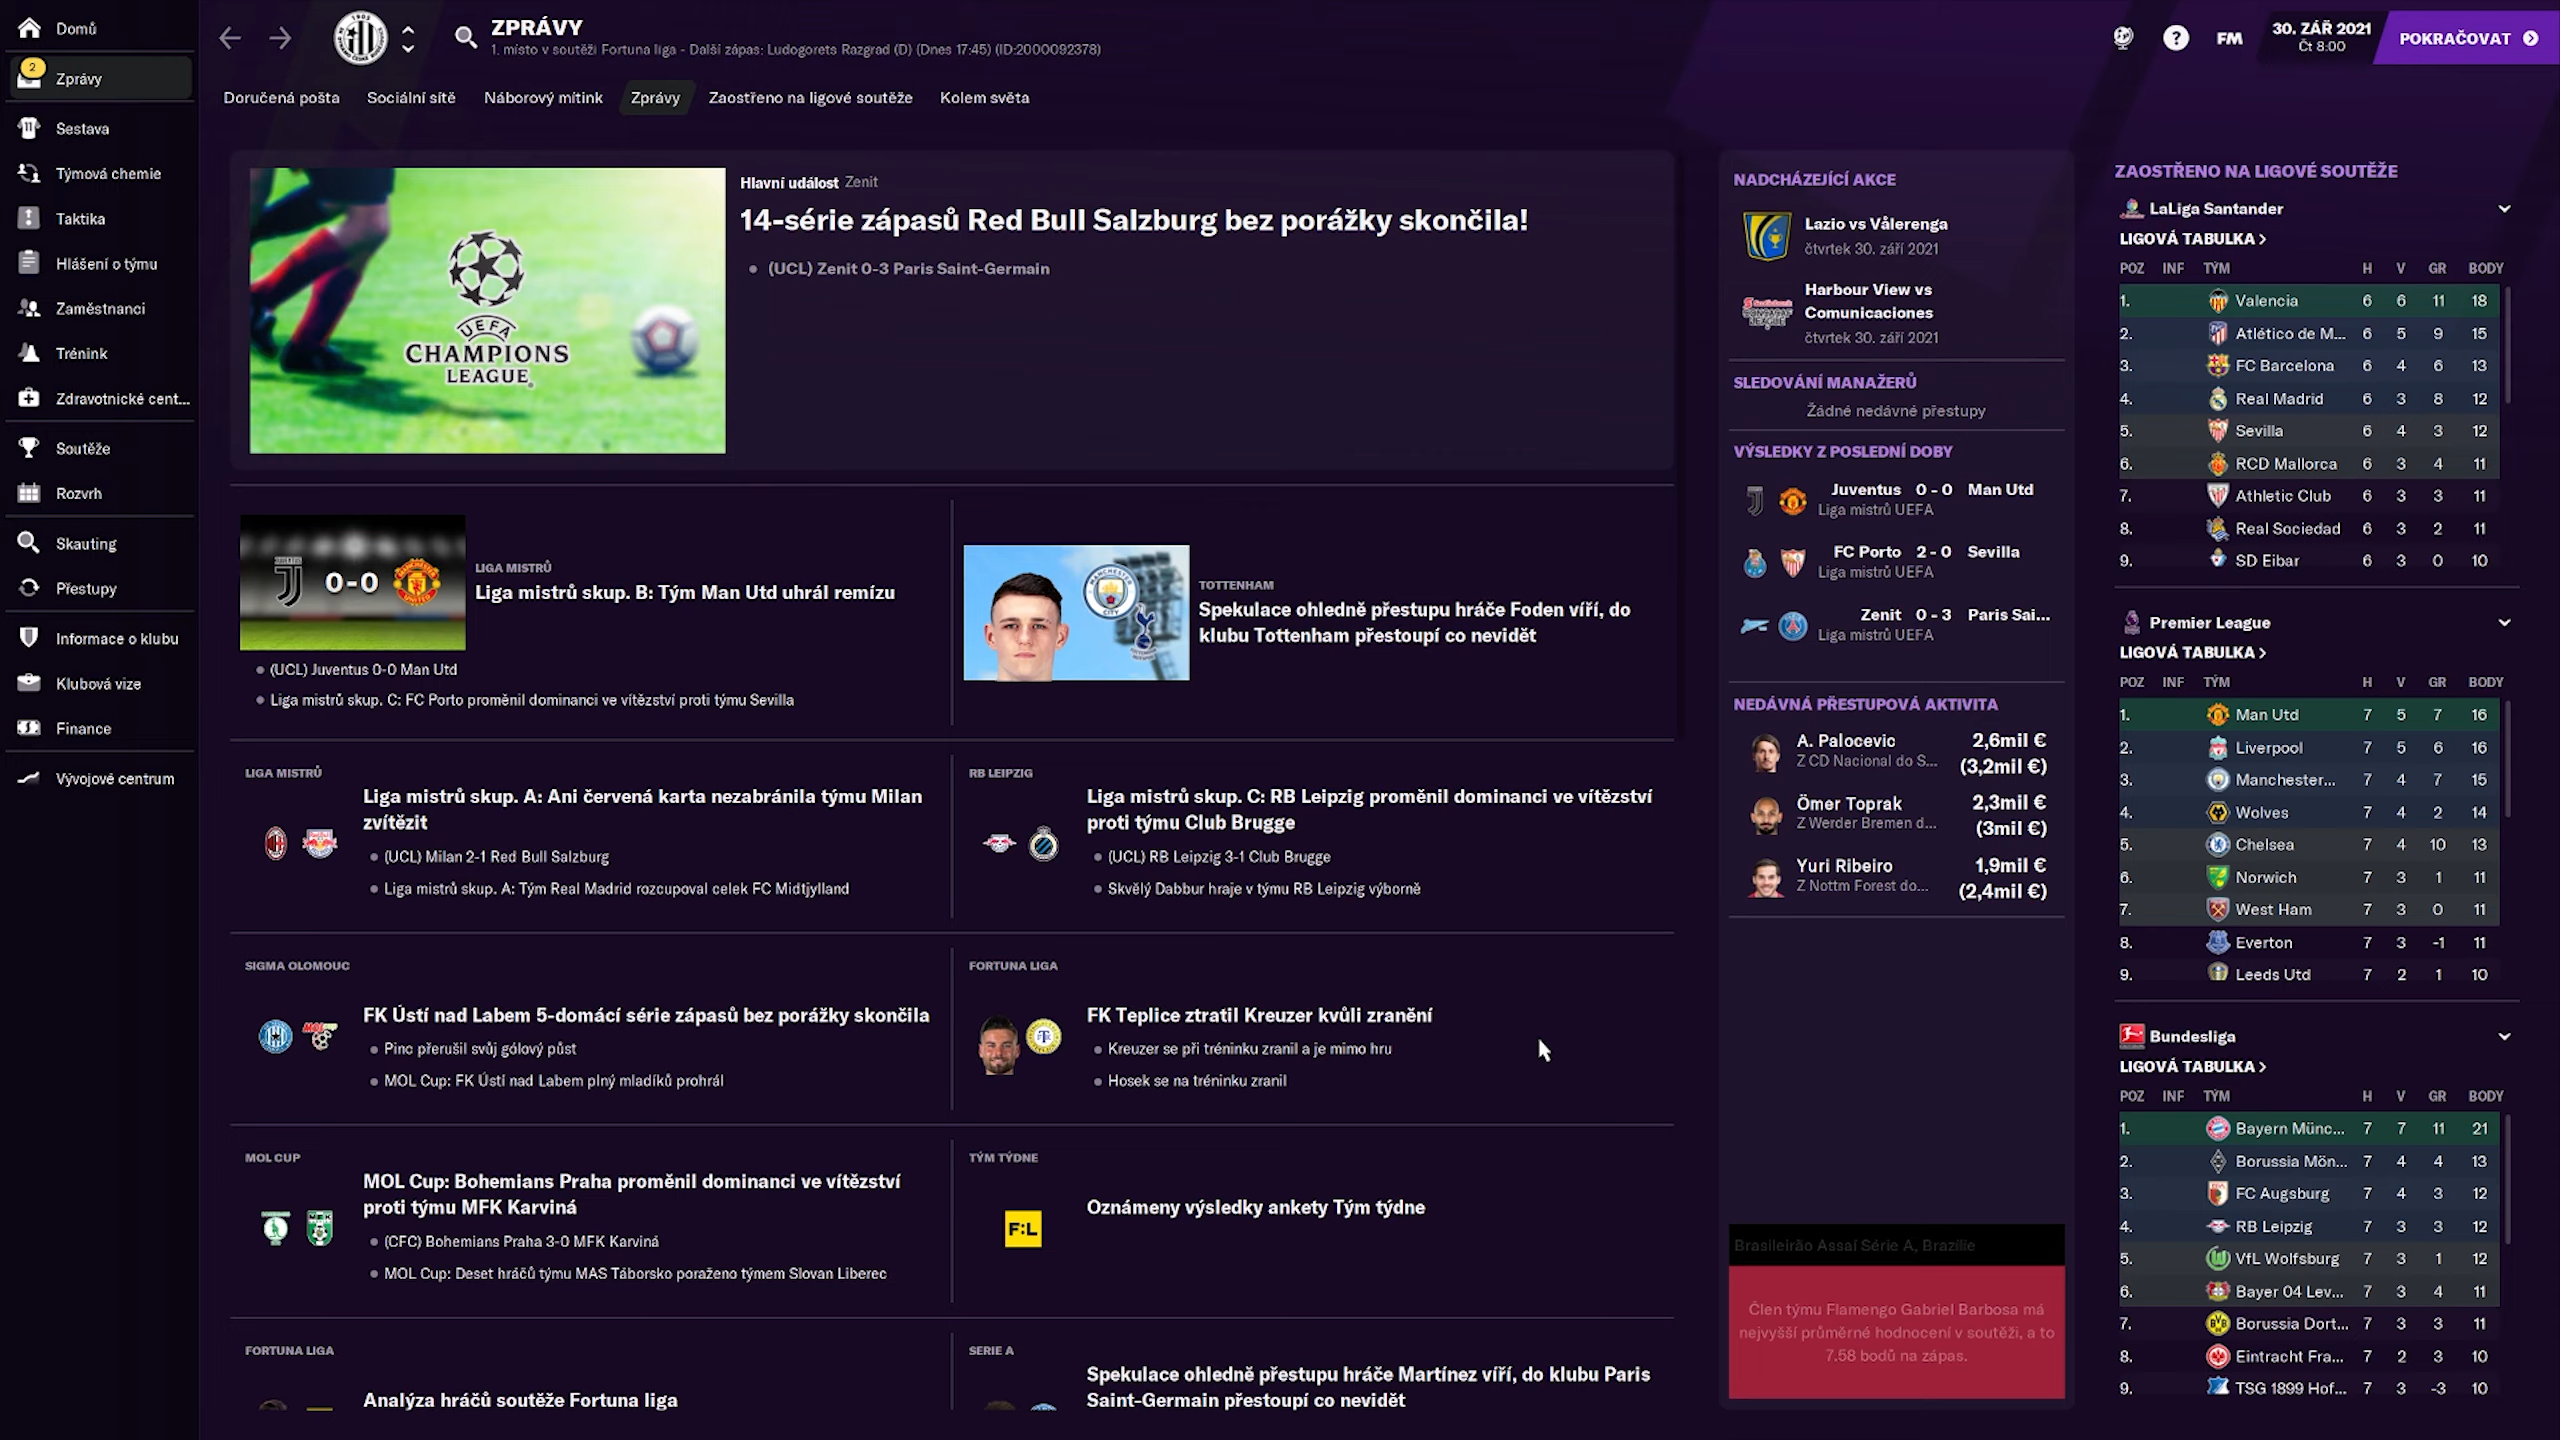 Domů
2
Zprávy
Sestava
Týmová chemie
Taktika
Hlášení o týmu
Zaměstnanci
Trénink
Zdravotnické cent...
Soutěže
Rozvrh
Skauting
Přestupy
Informace o klubu
Klubová vize
Finance
Vývojové centrum
ZPRÁVY
1. místo v soutěži Fortuna liga - Další zápas: Ludogorets Razgrad (D) (Dnes 17:45) (ID:2000092378)
FM
30. ZÁŘ 2021
Čt 8:00
POKRAČOVAT
Doručená pošta Sociální sítě Náborový mítink Zprávy Zaostřeno na ligové soutěže Kolem světa
UEFA
CHAMPIONS
LEAGUE
Hlavní událost Zenit
14-série zápasů Red Bull Salzburg bez porážky skončila!
(UCL) Zenit 0-3 Paris Saint-Germain
0-0
LIGA MISTRŮ
Liga mistrů skup. B: Tým Man Utd uhrál remízu
(UCL) Juventus 0-0 Man Utd
Liga mistrů skup. C: FC Porto proměnil dominanci ve vítězství proti týmu Sevilla
TOTTENHAM
Spekulace ohledně přestupu hráče Foden víří, do
klubu Tottenham přestoupí co nevidět
LIGA MISTRŮ
Liga mistrů skup. A: Ani červená karta nezabránila týmu Milan
zvítězit
(UCL) Milan 2-1 Red Bull Salzburg
Liga mistrů skup. A: Tým Real Madrid rozcupoval celek FC Midtjylland
RB LEIPZIG
Liga mistrů skup. C: RB Leipzig proměnil dominanci ve vítězství
proti týmu Club Brugge
(UCL) RB Leipzig 3-1 Club Brugge
Skvělý Dabbur hraje v týmu RB Leipzig výborně
SIGMA OLOMOUC
FK Ústí nad Labem 5-domácí série zápasů bez porážky skončila
Pinc přerušil svůj gólový půst
MOL Cup: FK Ústí nad Labem plný mladíků prohrál
FORTUNA LIGA
FK Teplice ztratil Kreuzer kvůli zranění
Kreuzer se při tréninku zranil a je mimo hru
Hosek se na tréninku zranil
MOL CUP
MOL Cup: Bohemians Praha proměnil dominanci ve vítězství
proti týmu MFK Karviná
(CFC) Bohemians Praha 3-0 MFK Karviná
MOL Cup: Deset hráčů týmu MAS Táborsko poraženo týmem Slovan Liberec
TÝM TÝDNE
F:L
Oznámeny výsledky ankety Tým týdne
FORTUNA LIGA
Analýza hráčů soutěže Fortuna liga
SERIE A
Spekulace ohledně přestupu hráče Martínez víří, do klubu Paris
Saint-Germain přestoupí co nevidět
NADCHÁZEJÍCÍ AKCE
Lazio vs Vålerenga
čtvrtek 30. září 2021
Harbour View vs
Comunicaciones
čtvrtek 30. září 2021
SLEDOVÁNÍ MANAŽERŮ
Žádné nedávné přestupy
VÝSLEDKY Z POSLEDNÍ DOBY
Juventus 0 - 0 Man Utd
Liga mistrů UEFA
FC Porto 2 - 0 Sevilla
Liga mistrů UEFA
Zenit 0 - 3 Paris Sai...
Liga mistrů UEFA
NEDÁVNÁ PŘESTUPOVÁ AKTIVITA
A. Palocevic 2,6mil €
Z CD Nacional do S... (3,2mil €)
Ömer Toprak 2,3mil €
Z Werder Bremen d... (3mil €)
Yuri Ribeiro 1,9mil €
Z Nottm Forest do... (2,4mil €)
Brasileirão Assaí Série A, Brazílie
Člen týmu Flamengo Gabriel Barbosa má
nejvyšší průměrné hodnocení v soutěži, a to
7.58 bodů na zápas.
ZAOSTŘENO NA LIGOVÉ SOUTĚŽE
LaLiga Santander
LIGOVÁ TABULKA
POZ INF TÝM H V GR BODY
1. Valencia 6 6 11 18
2. Atlético de M... 6 5 9 15
3. FC Barcelona 6 4 6 13
4. Real Madrid 6 3 8 12
5. Sevilla 6 4 3 12
6. RCD Mallorca 6 3 4 11
7. Athletic Club 6 3 3 11
8. Real Sociedad 6 3 2 11
9. SD Eibar 6 3 0 10
Premier League
LIGOVÁ TABULKA
POZ INF TÝM H V GR BODY
1. Man Utd 7 5 7 16
2. Liverpool 7 5 6 16
3. Manchester... 7 4 7 15
4. Wolves 7 4 2 14
5. Chelsea 7 4 10 13
6. Norwich 7 3 1 11
7. West Ham 7 3 0 11
8. Everton 7 3 -1 11
9. Leeds Utd 7 2 1 10
Bundesliga
LIGOVÁ TABULKA
POZ INF TÝM H V GR BODY
1. Bayern Münc... 7 7 11 21
2. Borussia Mön... 7 4 4 13
3. FC Augsburg 7 4 3 12
4. RB Leipzig 7 3 3 12
5. VfL Wolfsburg 7 3 1 12
6. Bayer 04 Lev... 7 3 4 11
7. Borussia Dort... 7 3 3 11
8. Eintracht Fra... 7 2 3 10
9. TSG 1899 Hof... 7 3 -3 10